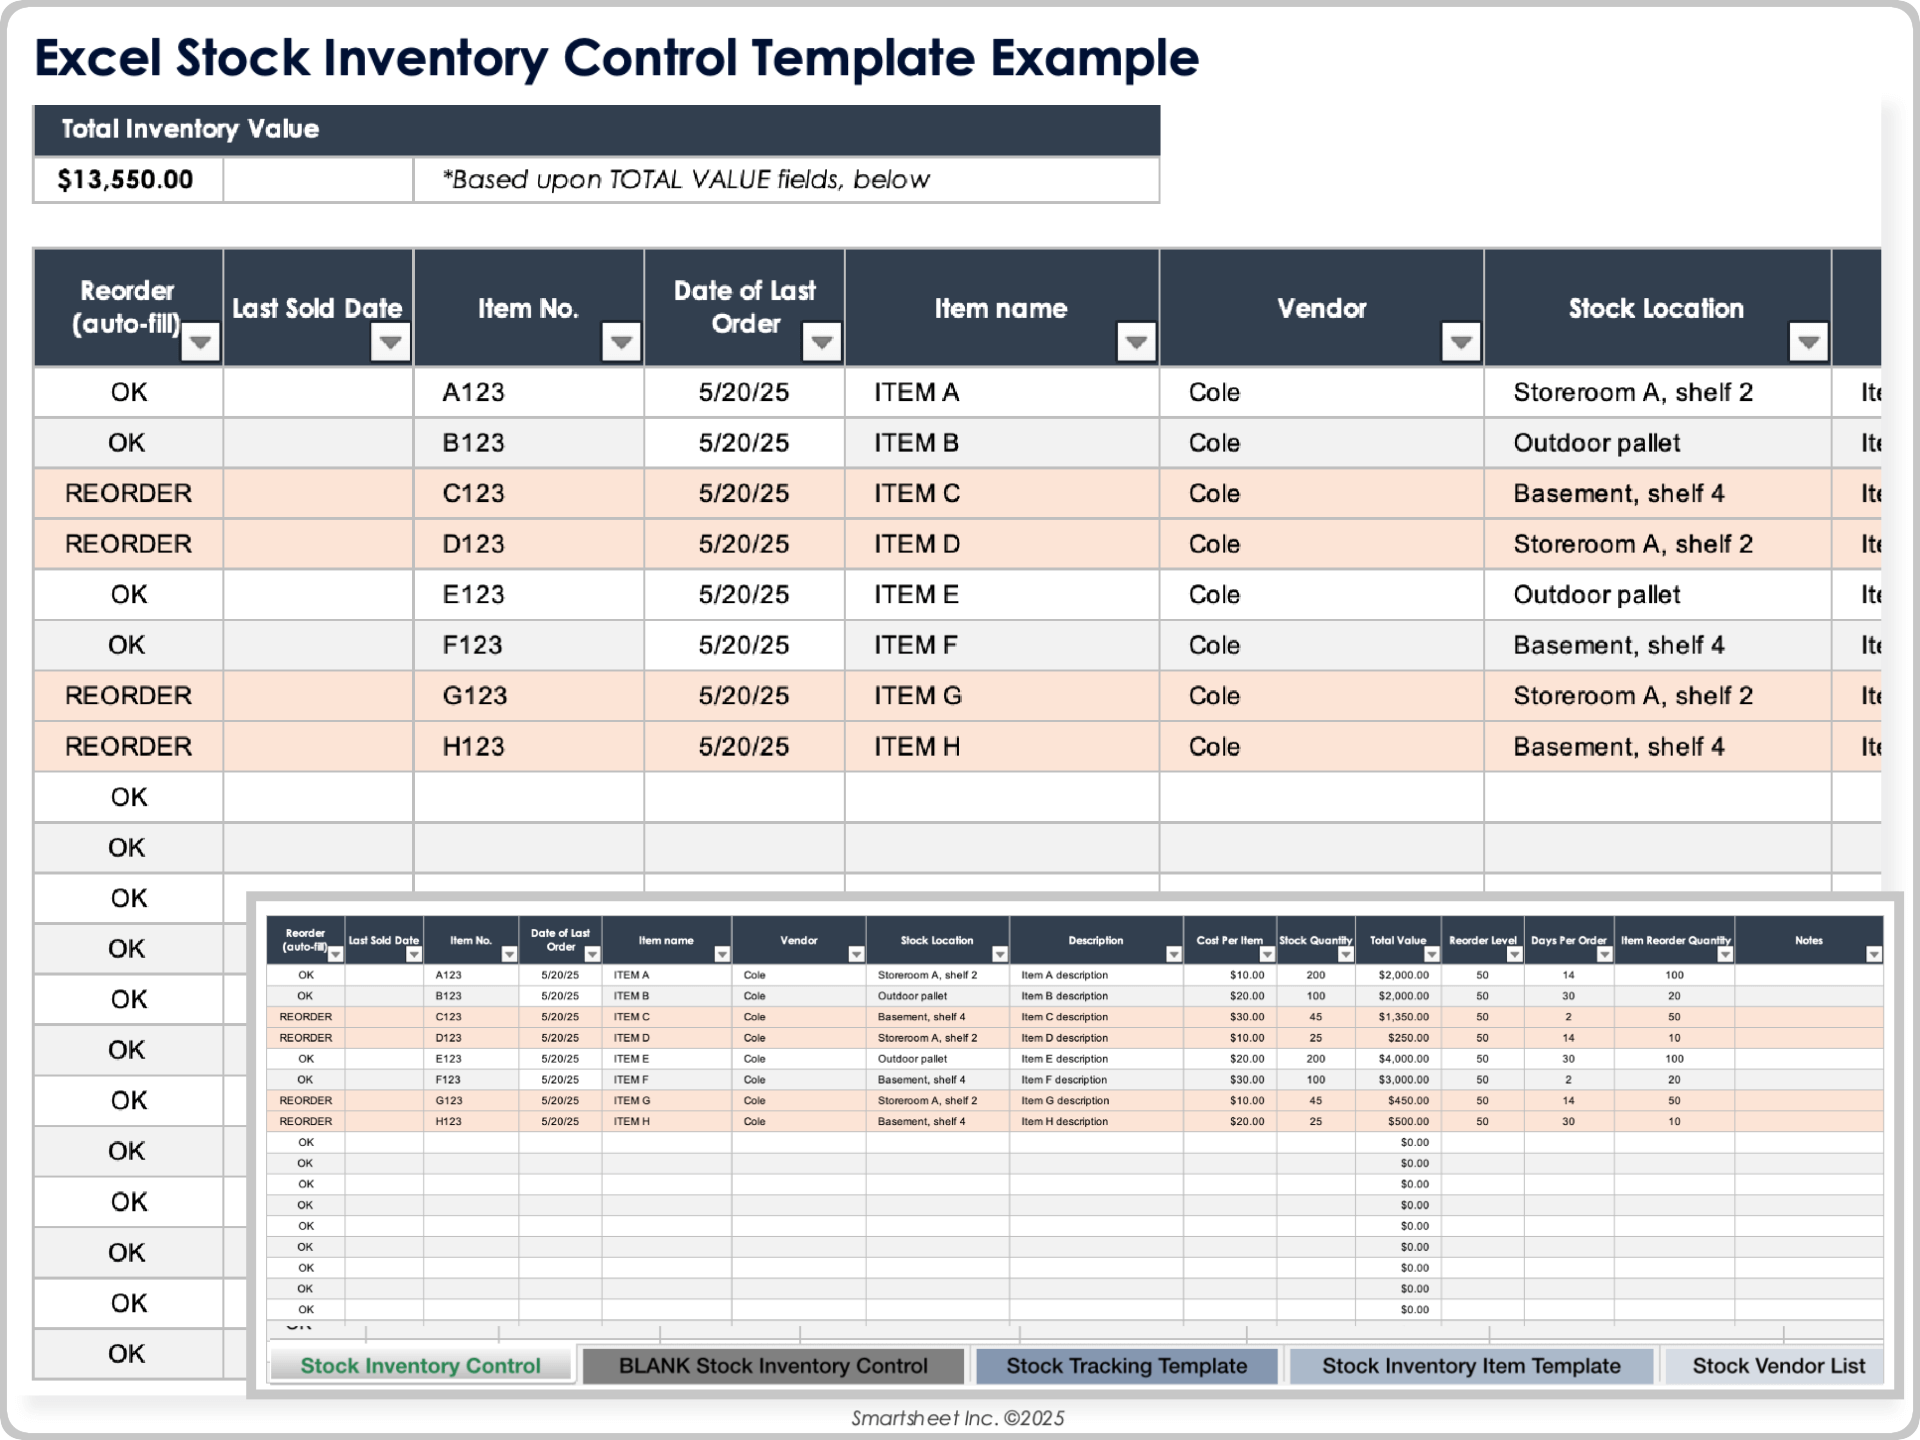 Excel Stock Inventory Control Template Example
Total Inventory Value
$13,550.00 *Based upon TOTAL VALUE fields, below
Reorder (auto-fill) Last Sold Date Item No. Date of Last Order Item name Vendor Stock Location
OK A123 5/20/25 ITEM A Cole Storeroom A, shelf 2
OK B123 5/20/25 ITEM B Cole Outdoor pallet
REORDER C123 5/20/25 ITEM C Cole Basement, shelf 4
REORDER D123 5/20/25 ITEM D Cole Storeroom A, shelf 2
OK E123 5/20/25 ITEM E Cole Outdoor pallet
OK F123 5/20/25 ITEM F Cole Basement, shelf 4
REORDER G123 5/20/25 ITEM G Cole Storeroom A, shelf 2
REORDER H123 5/20/25 ITEM H Cole Basement, shelf 4
OK
OK
OK
OK
OK
OK
OK
OK
OK
OK
OK
OK
Reorder (auto-fill) Last Sold Date Item No. Date of Last Order Item name Vendor Stock Location Description Cost Per Item Stock Quantity Total Value Reorder Level Days Per Order Item Reorder Quantity Notes
OK A123 5/20/25 ITEM A Cole Storeroom A, shelf 2 Item A description $10.00 200 $2,000.00 50 14 100
OK B123 5/20/25 ITEM B Cole Outdoor pallet Item B description $20.00 100 $2,000.00 50 30 20
REORDER C123 5/20/25 ITEM C Cole Basement, shelf 4 Item C description $30.00 45 $1,350.00 50 2 50
REORDER D123 5/20/25 ITEM D Cole Storeroom A, shelf 2 Item D description $10.00 25 $250.00 50 14 10
OK E123 5/20/25 ITEM E Cole Outdoor pallet Item E description $20.00 200 $4,000.00 50 30 100
OK F123 5/20/25 ITEM F Cole Basement, shelf 4 Item F description $30.00 100 $3,000.00 50 2 20
REORDER G123 5/20/25 ITEM G Cole Storeroom A, shelf 2 Item G description $10.00 45 $450.00 50 14 50
REORDER H123 5/20/25 ITEM H Cole Basement, shelf 4 Item H description $20.00 25 $500.00 50 30 10
OK $0.00
OK $0.00
OK $0.00
OK $0.00
OK $0.00
OK $0.00
OK $0.00
OK $0.00
OK $0.00
Stock Inventory Control BLANK Stock Inventory Control Stock Tracking Template Stock Inventory Item Template Stock Vendor List
Smartsheet Inc. ©2025